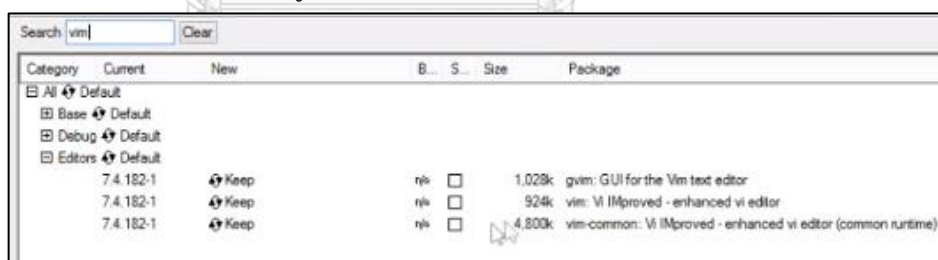 Search vim Clear
Category Current New B... S... Size Package
All Default
Base Default
Debug Default
Editors Default
7.4.182-1 Keep n/a 1,028k gvim: GUI for the Vim text editor
7.4.182-1 Keep n/a 924k vim: Vi IMproved - enhanced vi editor
7.4.182-1 Keep n/a 4,800k vim-common: Vi IMproved - enhanced vi editor (common runtime)